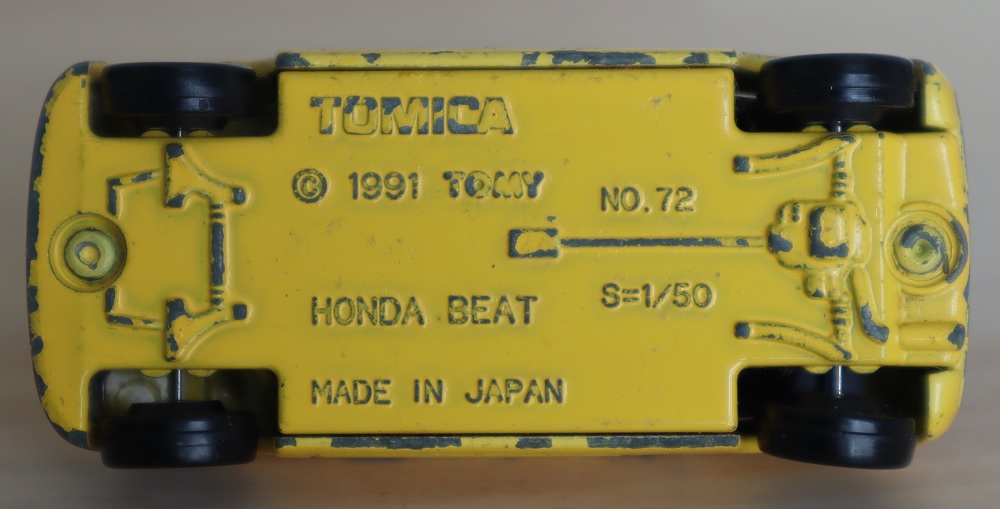 TOMICA
© 1991 TOMY
NO.72
HONDA BEAT
S=1/50
MADE IN JAPAN